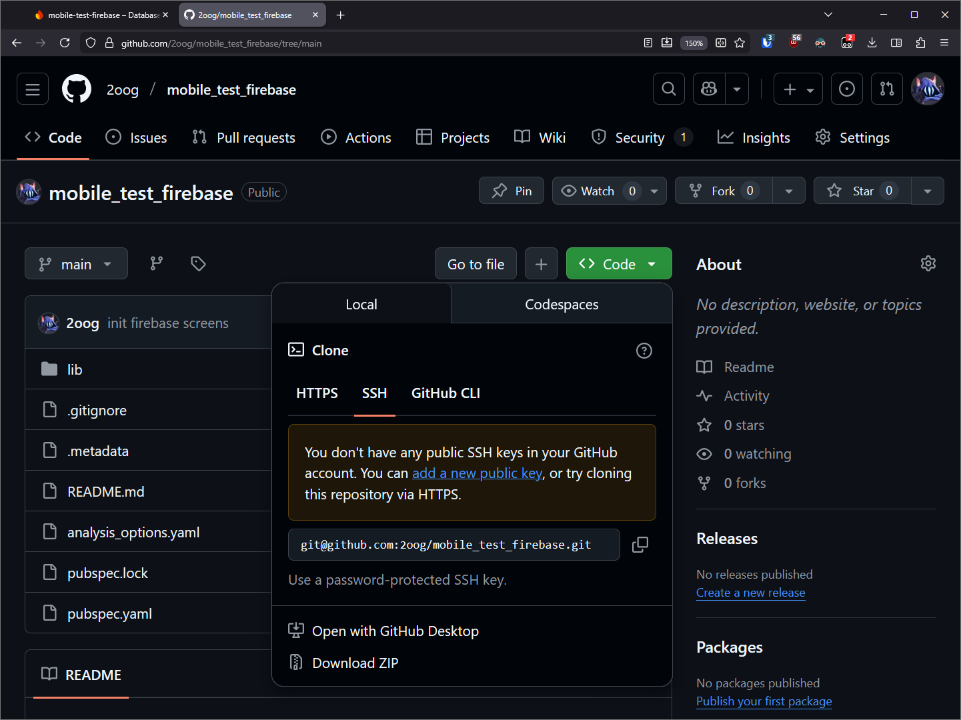 mobile-test-firebase – Database
2oog/mobile_test_firebase
github.com/2oog/mobile_test_firebase/tree/main
150%
3
56
2
2oog / mobile_test_firebase
Code Issues Pull requests Actions Projects Wiki Security 1 Insights Settings
mobile_test_firebase Public
Pin Watch 0 Fork 0 Star 0
main
Go to file
Code
Local Codespaces
Clone
HTTPS SSH GitHub CLI
You don't have any public SSH keys in your GitHub
account. You can add a new public key, or try cloning
this repository via HTTPS.
git@github.com:2oog/mobile_test_firebase.git
Use a password-protected SSH key.
Open with GitHub Desktop
Download ZIP
2oog init firebase screens
lib
.gitignore
.metadata
README.md
analysis_options.yaml
pubspec.lock
pubspec.yaml
README
About
No description, website, or topics
provided.
Readme
Activity
0 stars
0 watching
0 forks
Releases
No releases published
Create a new release
Packages
No packages published
Publish your first package